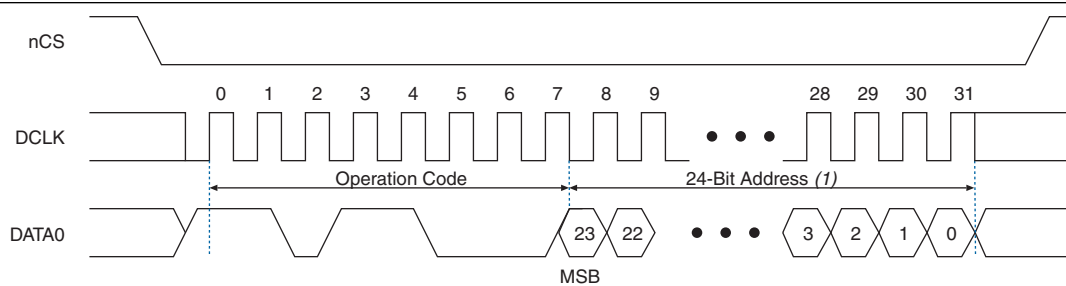 nCS
0 1 2 3 4 5 6 7 8 9 28 29 30 31
DCLK
Operation Code 24-Bit Address (1)
DATA0 23 22 3 2 1 0
MSB